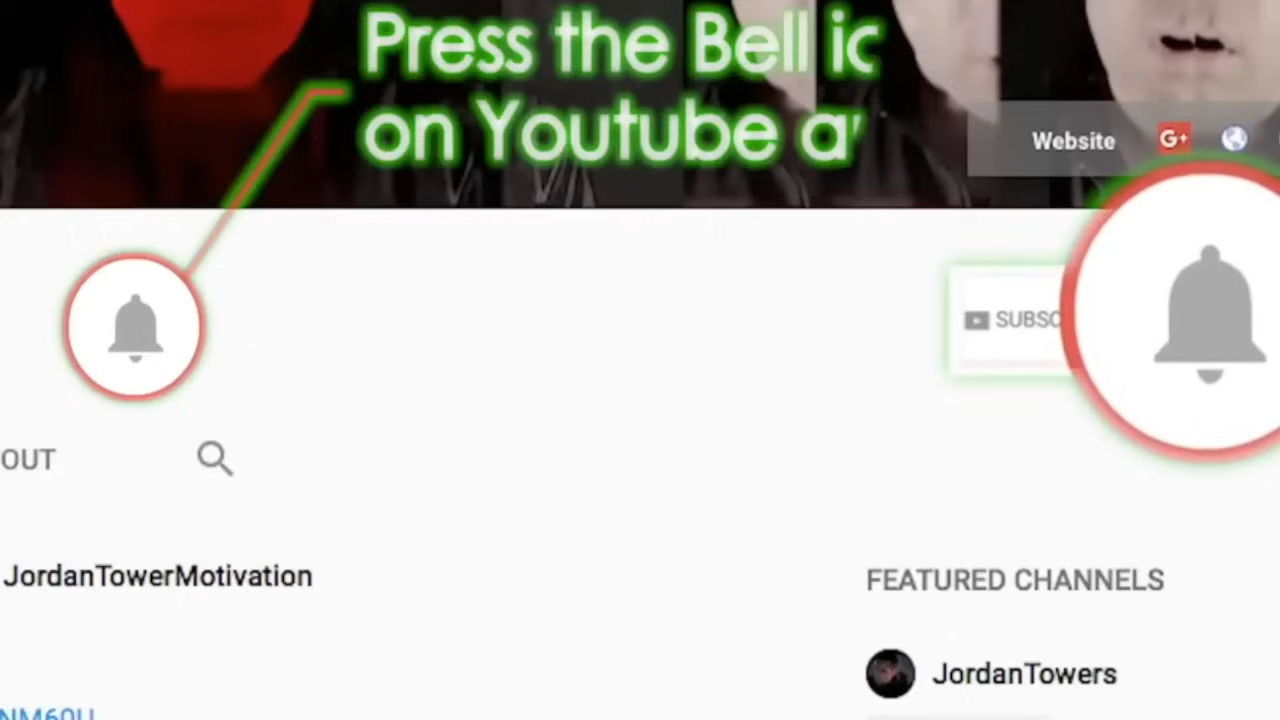 Press the Bell ic
on Youtube a
Website
G+
SUBSC
OUT
JordanTowerMotivation
FEATURED CHANNELS
JordanTowers